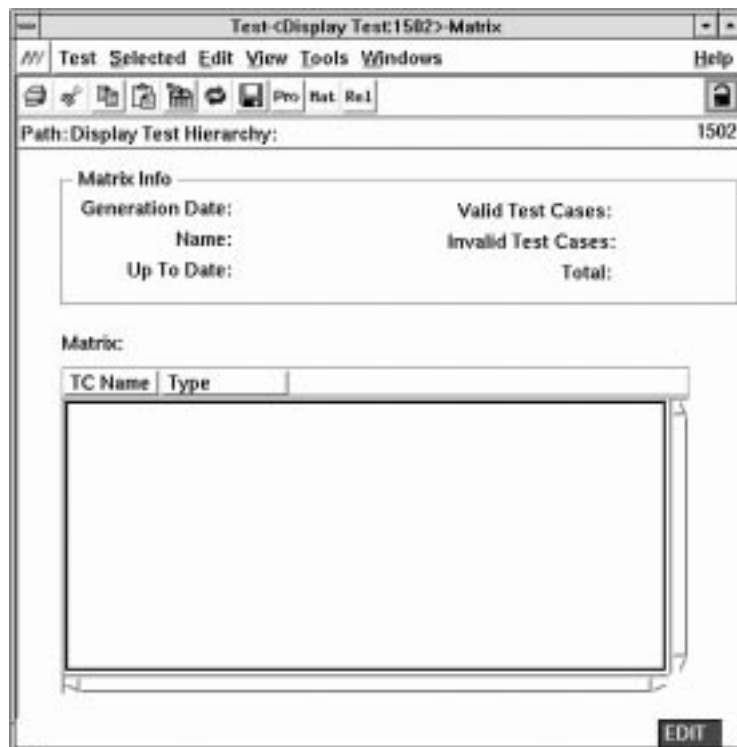 Test-<Display Test:1502>-Matrix
Test Selected Edit View Tools Windows Help
Pro Mat Rel
Path:Display Test Hierarchy: 1502
Matrix Info
Generation Date: Valid Test Cases:
Name: Invalid Test Cases:
Up To Date: Total:
Matrix:
TC Name Type
EDIT